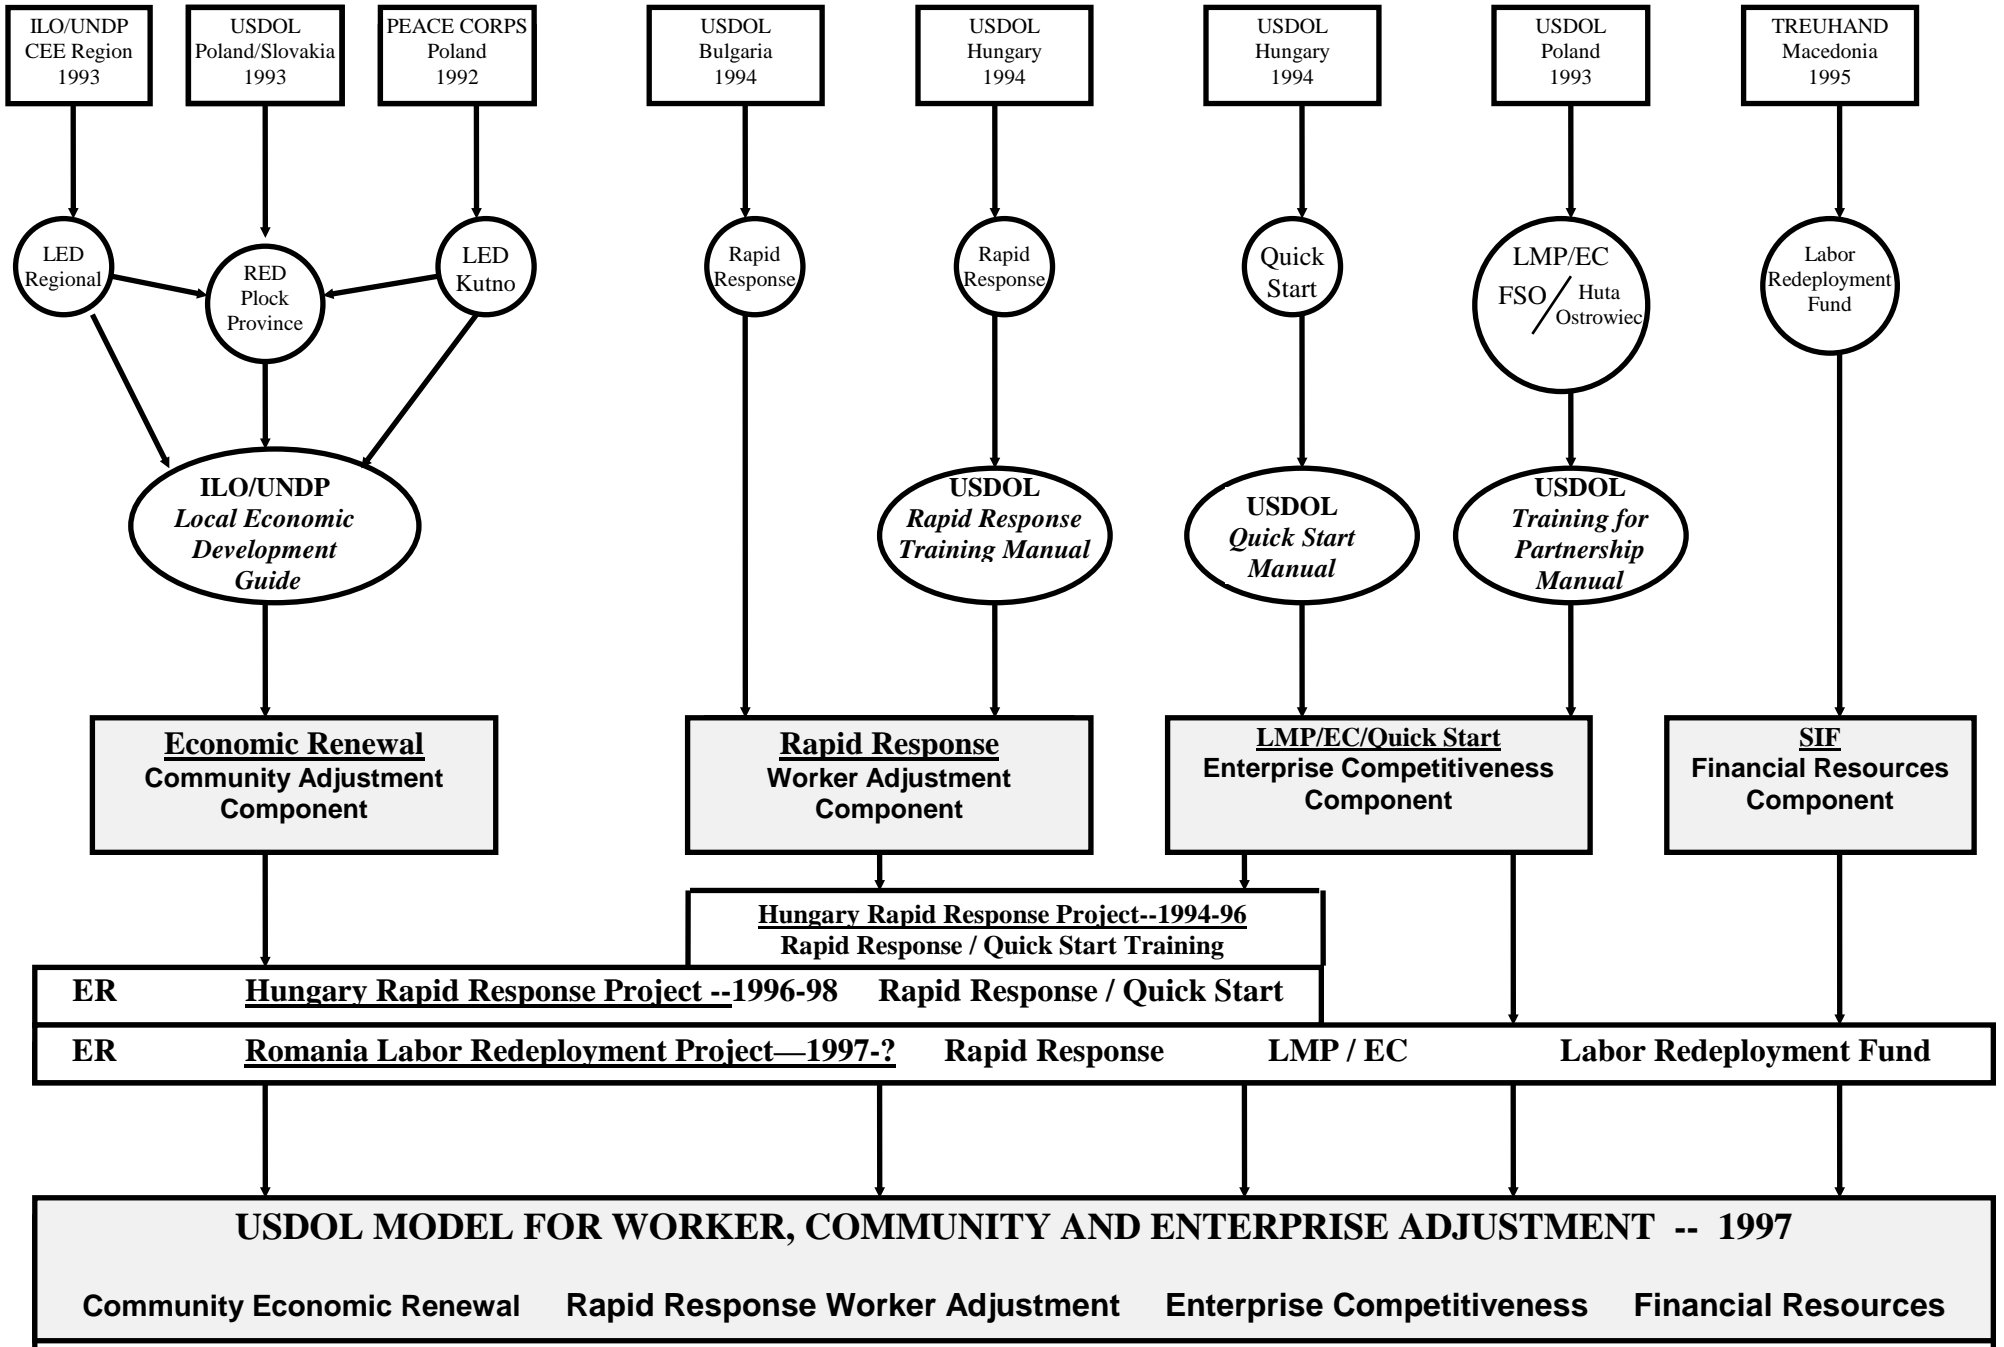 ILO/UNDP
CEE Region
1993
USDOL
Poland/Slovakia
1993
PEACE CORPS
Poland
1992
USDOL
Bulgaria
1994
USDOL
Hungary
1994
USDOL
Hungary
1994
USDOL
Poland
1993
TREUHAND
Macedonia
1995
LED
Regional
RED
Plock
Province
LED
Kutno
Rapid
Response
Rapid
Response
Quick
Start
LMP/EC
FSO / Huta
Ostrowiec
Labor
Redeployment
Fund
ILO/UNDP
Local Economic
Development
Guide
USDOL
Rapid Response
Training Manual
USDOL
Quick Start
Manual
USDOL
Training for
Partnership
Manual
Economic Renewal
Community Adjustment
Component
Rapid Response
Worker Adjustment
Component
LMP/EC/Quick Start
Enterprise Competitiveness
Component
SIF
Financial Resources
Component
Hungary Rapid Response Project--1994-96
Rapid Response / Quick Start Training
ER Hungary Rapid Response Project --1996-98 Rapid Response / Quick Start
ER Romania Labor Redeployment Project—1997-? Rapid Response LMP / EC Labor Redeployment Fund
USDOL MODEL FOR WORKER, COMMUNITY AND ENTERPRISE ADJUSTMENT -- 1997
Community Economic Renewal Rapid Response Worker Adjustment Enterprise Competitiveness Financial Resources